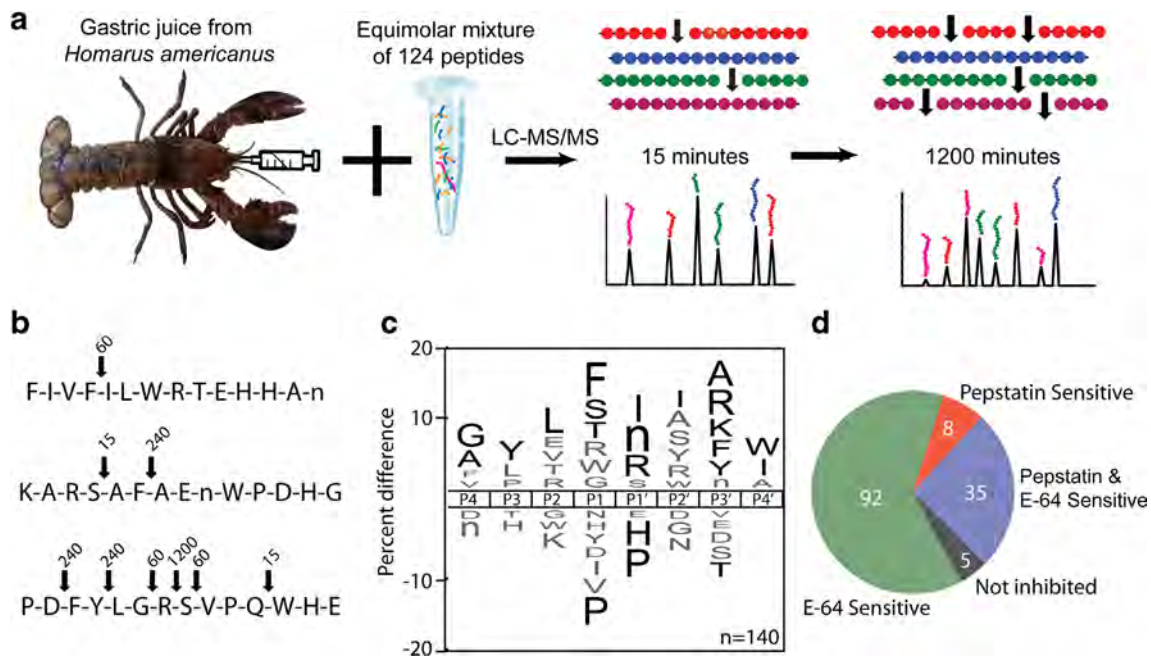 a
Gastric juice from
Homarus americanus
Equimolar mixture
of 124 peptides
LC-MS/MS
15 minutes
1200 minutes
b
60
F-I-V-F-I-L-W-R-T-E-H-H-A-n
15
240
K-A-R-S-A-F-A-E-n-W-P-D-H-G
240
240
60
1200
60
15
P-D-F-Y-L-G-R-S-V-P-Q-W-H-E
c
Percent difference
20
10
-10
-20
P4 P3 P2 P1 P1' P2' P3' P4'
n=140
d
Pepstatin Sensitive
8
Pepstatin &
E-64 Sensitive
35
92
5
Not inhibited
E-64 Sensitive